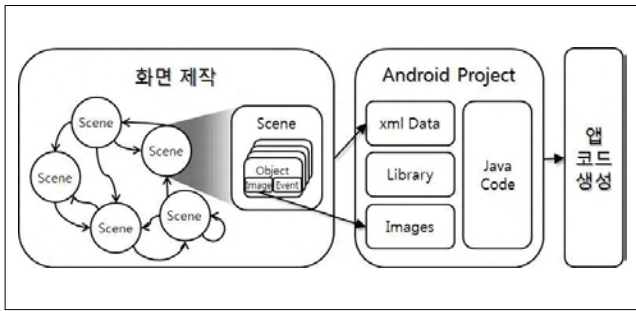 화면 제작
Scene
Scene
Scene
Scene
Scene
Scene
Object
Image
Event
Android Project
xml Data
Library
Images
Java
Code
앱
코드
생성